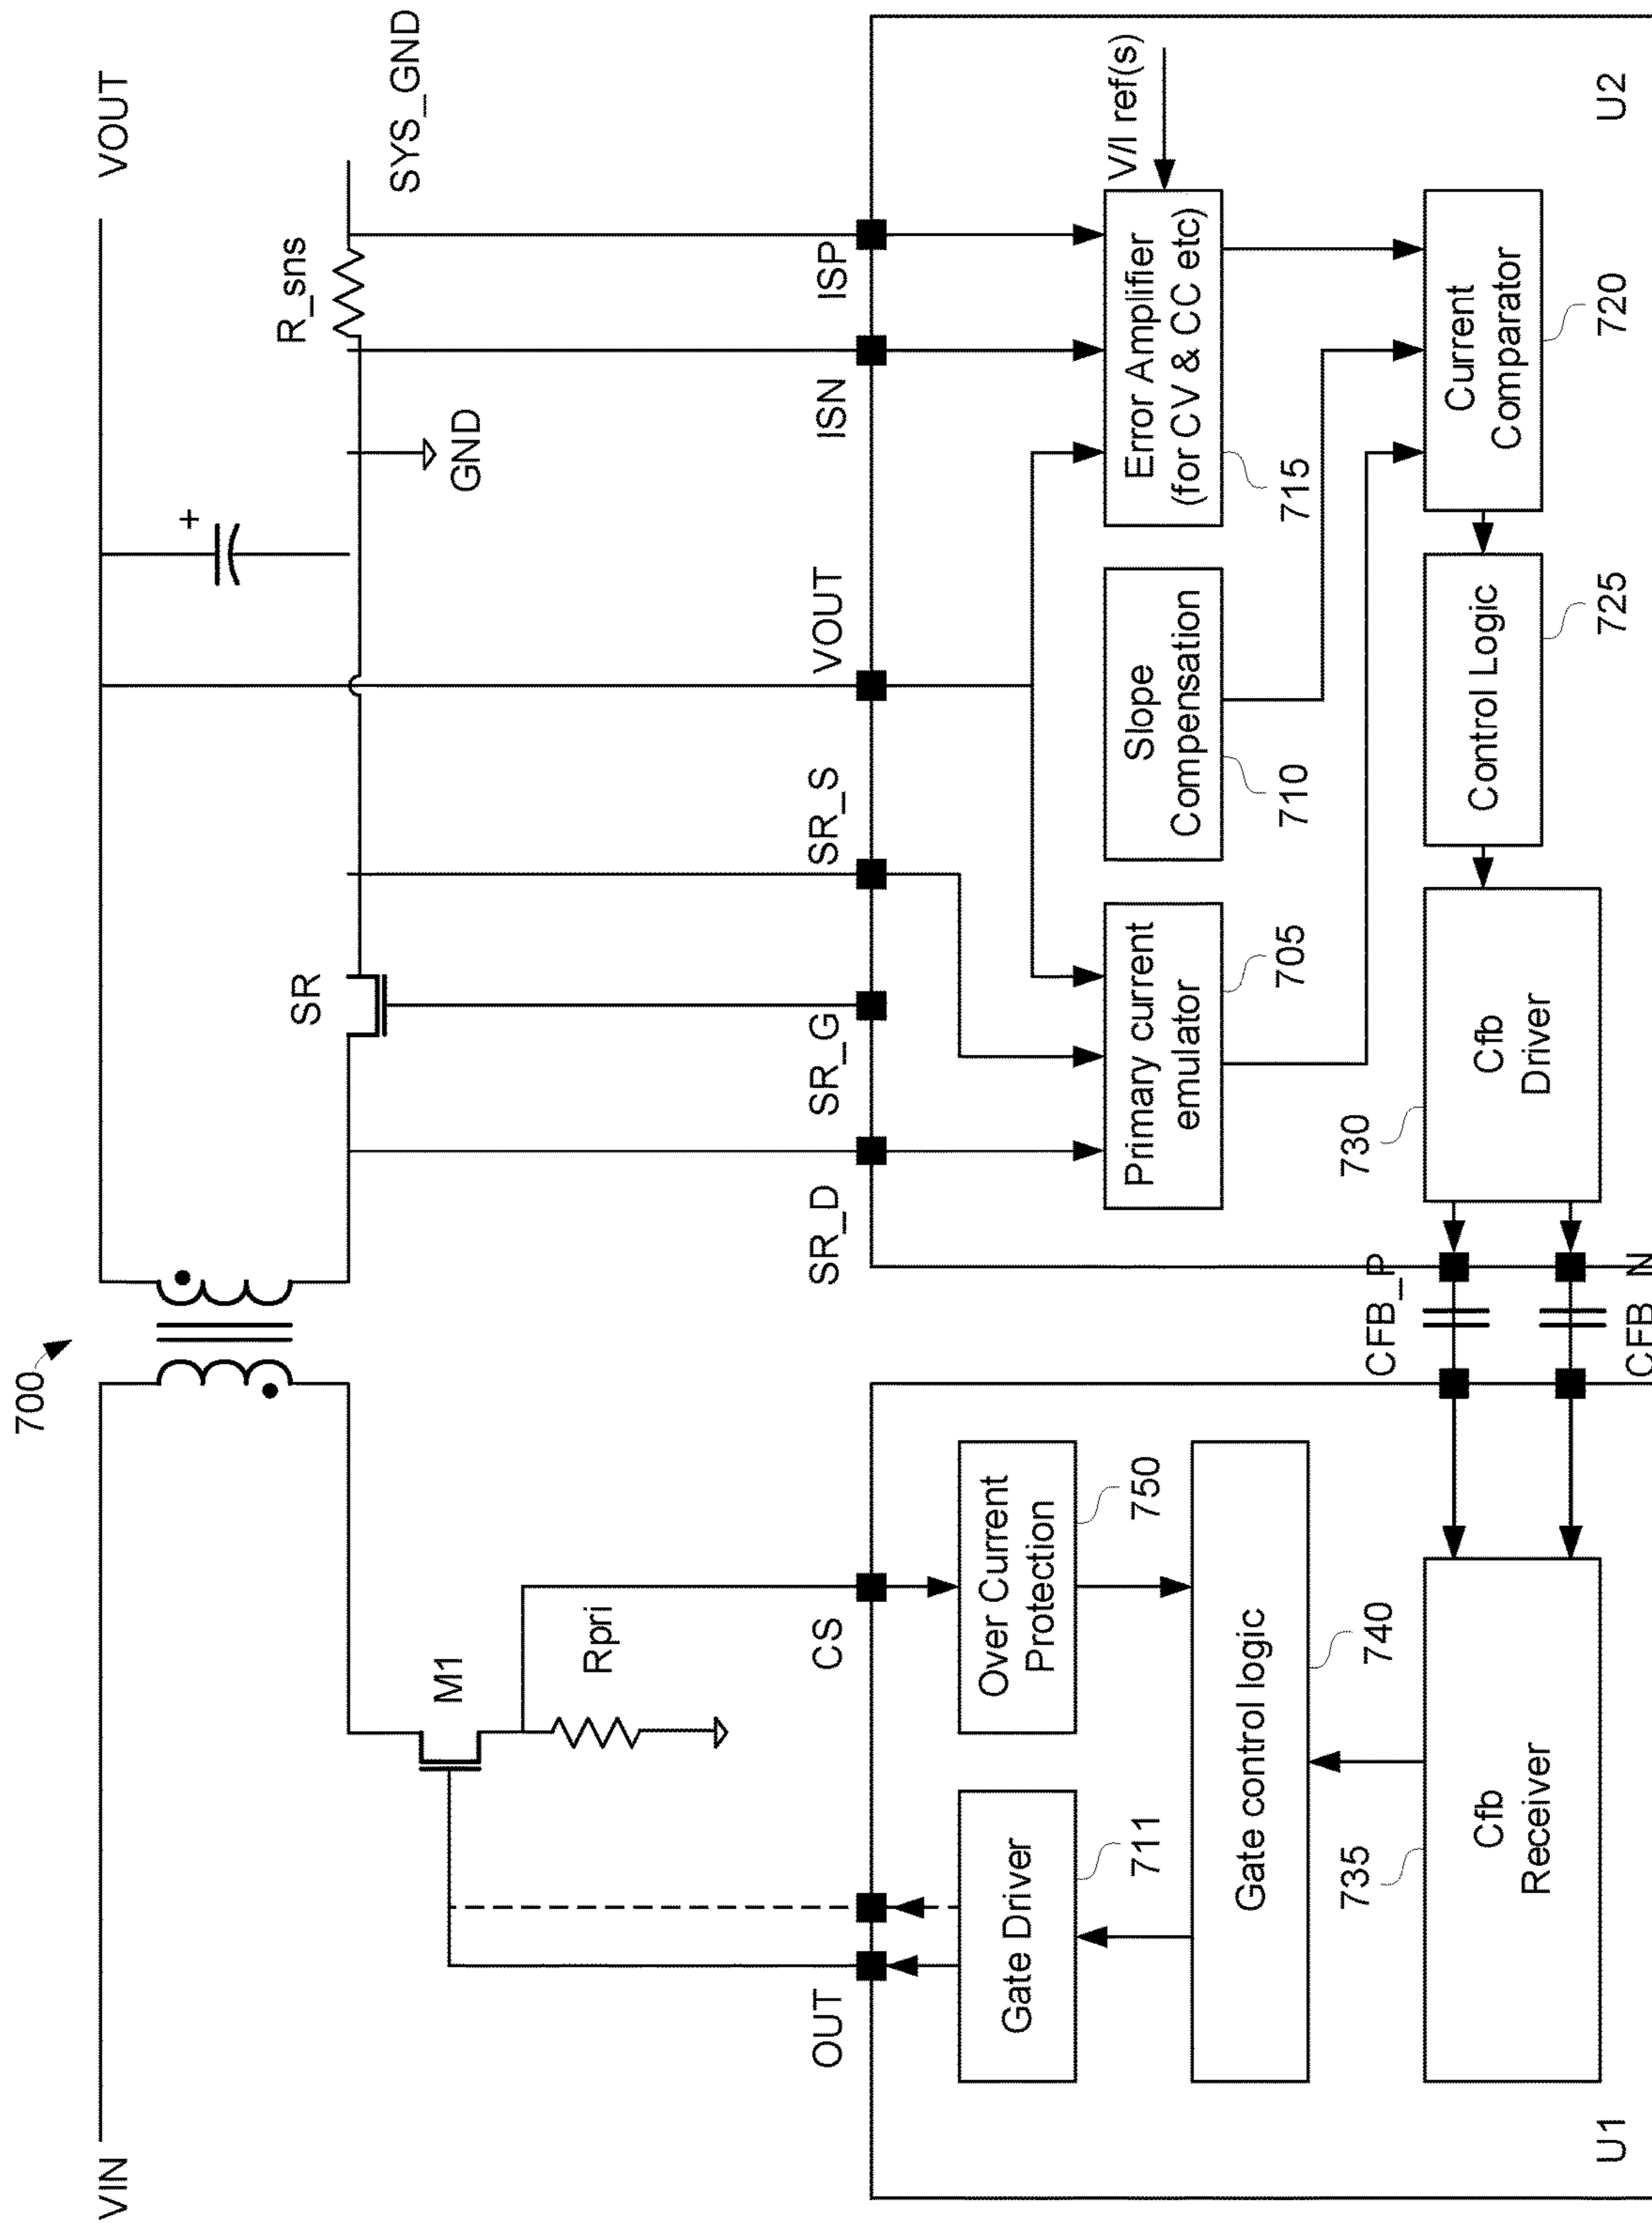 700
VIN
VOUT
SR
R_sns
SYS_GND
+
GND
M1
Rpri
OUT
CS
SR_D
SR_G
SR_S
VOUT
ISN
ISP
V/I ref(s)
Gate Driver
711
Over Current
Protection
750
Gate control logic
740
Cfb
Receiver
735
U1
CFB_P
CFB_N
Primary current
emulator
705
Slope
Compensation
710
Error Amplifier
(for CV & CC etc)
715
Cfb
Driver
730
Control Logic
725
Current
Comparator
720
U2